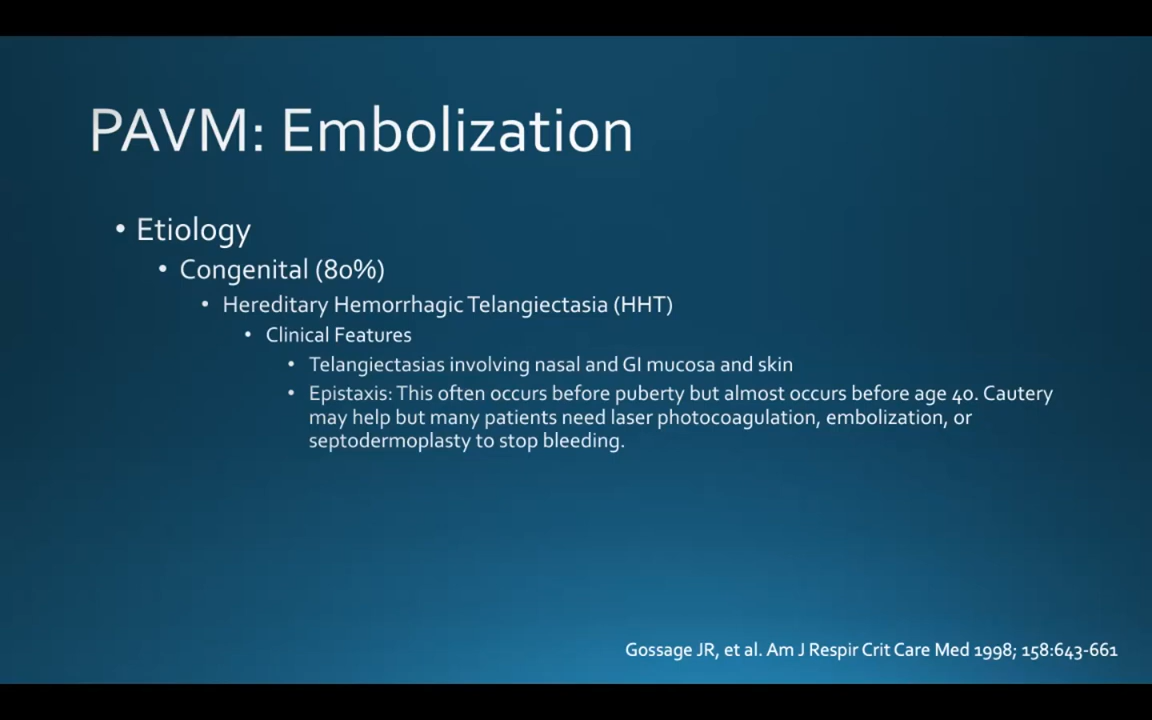 PAVM: Embolization
• Etiology
• Congenital (80%)
• Hereditary Hemorrhagic Telangiectasia (HHT)
• Clinical Features
• Telangiectasias involving nasal and GI mucosa and skin
• Epistaxis: This often occurs before puberty but almost occurs before age 40. Cautery
may help but many patients need laser photocoagulation, embolization, or
septodermoplasty to stop bleeding.
Gossage JR, et al. Am J Respir Crit Care Med 1998; 158:643-661